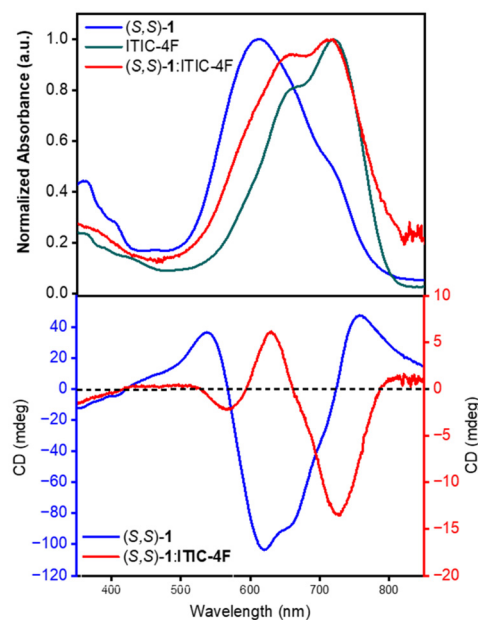 (S,S)-1
ITIC-4F
(S,S)-1:ITIC-4F
Normalized Absorbance (a.u.)
1.0
0.8
0.6
0.4
0.2
0.0
40
20
0
−20
−40
−60
−80
−100
−120
CD (mdeg)
10
5
0
−5
−10
−15
−20
CD (mdeg)
(S,S)-1
(S,S)-1:ITIC-4F
400 500 600 700 800
Wavelength (nm)